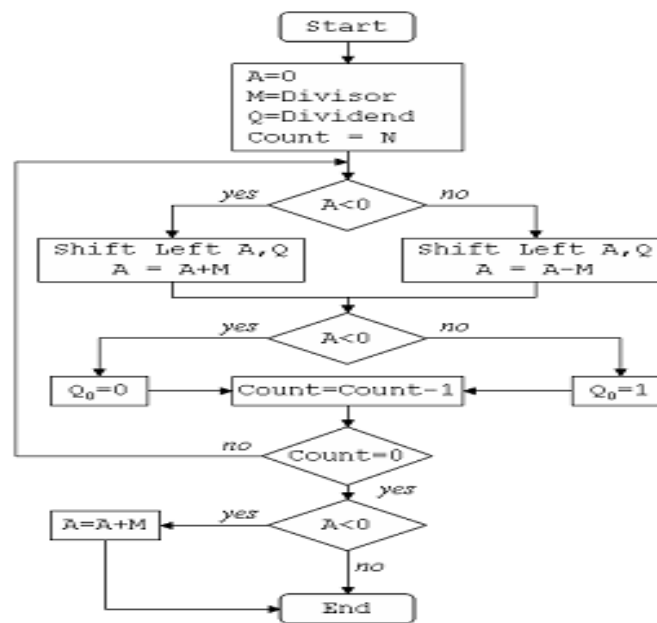 Start
A=0
M=Divisor
Q=Dividend
Count = N
yes
A<0
no
Shift Left A,Q
A = A+M
Shift Left A,Q
A = A-M
yes
A<0
no
Q₀=0
Count=Count-1
Q₀=1
no
Count=0
yes
A=A+M
yes
A<0
no
End